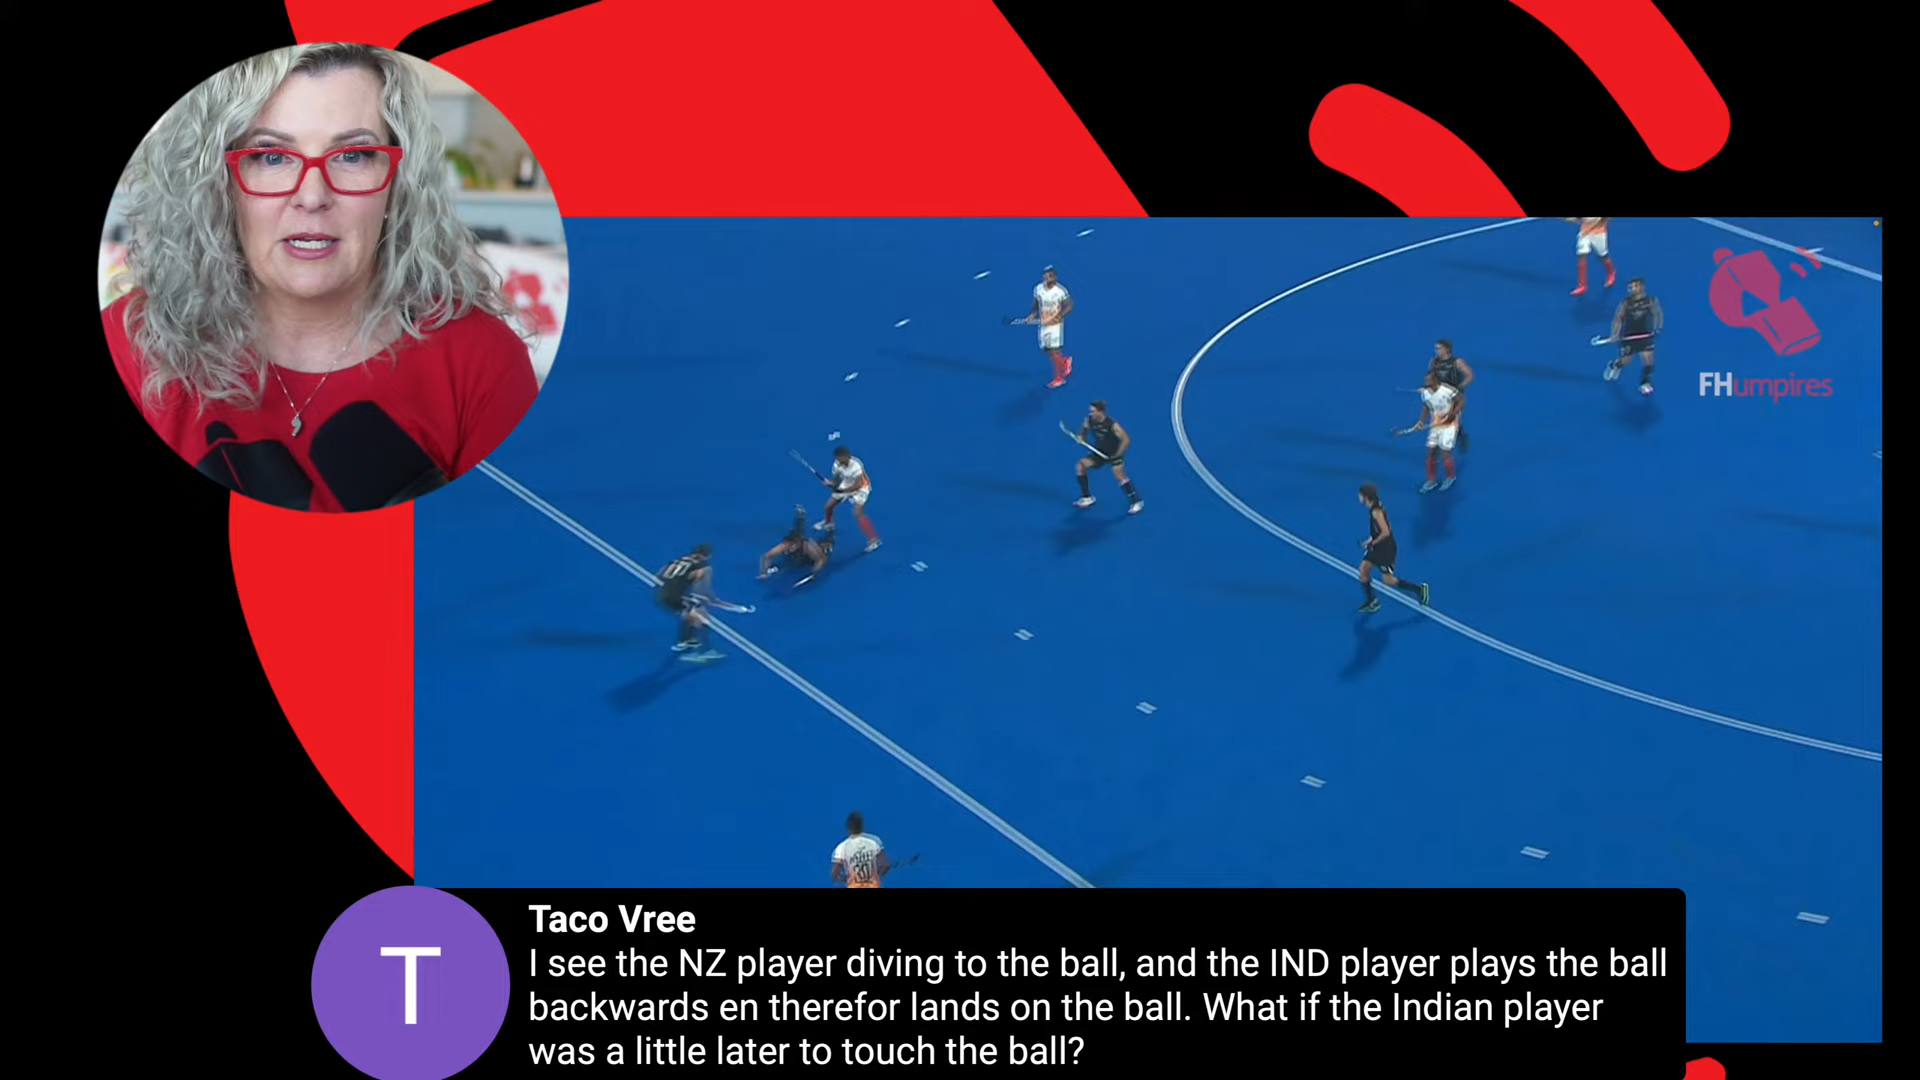 FHumpires
Taco Vree
I see the NZ player diving to the ball, and the IND player plays the ball
backwards en therefor lands on the ball. What if the Indian player
was a little later to touch the ball?
T
30